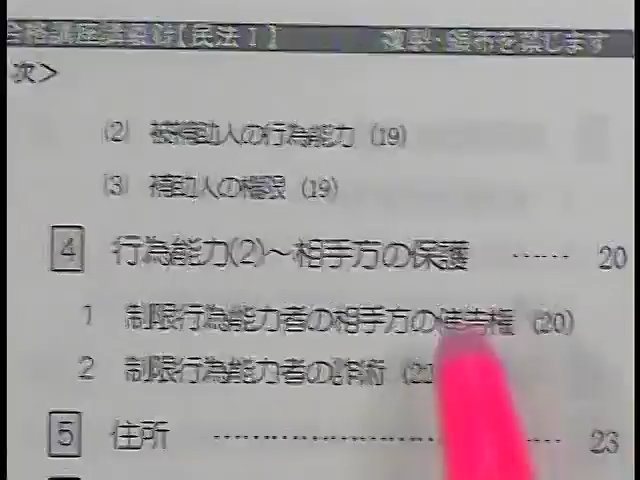 合格講座講義録【民法Ⅰ】 複製・頒布を禁じます
次>
(2) 被補助人の行為能力 (19)
(3) 補助人の権限 (19)
4 行為能力(2)～相手方の保護 …… 20
1 制限行為能力者の相手方の催告権 (20)
2 制限行為能力者の詐術 (21
5 住所 …… 23